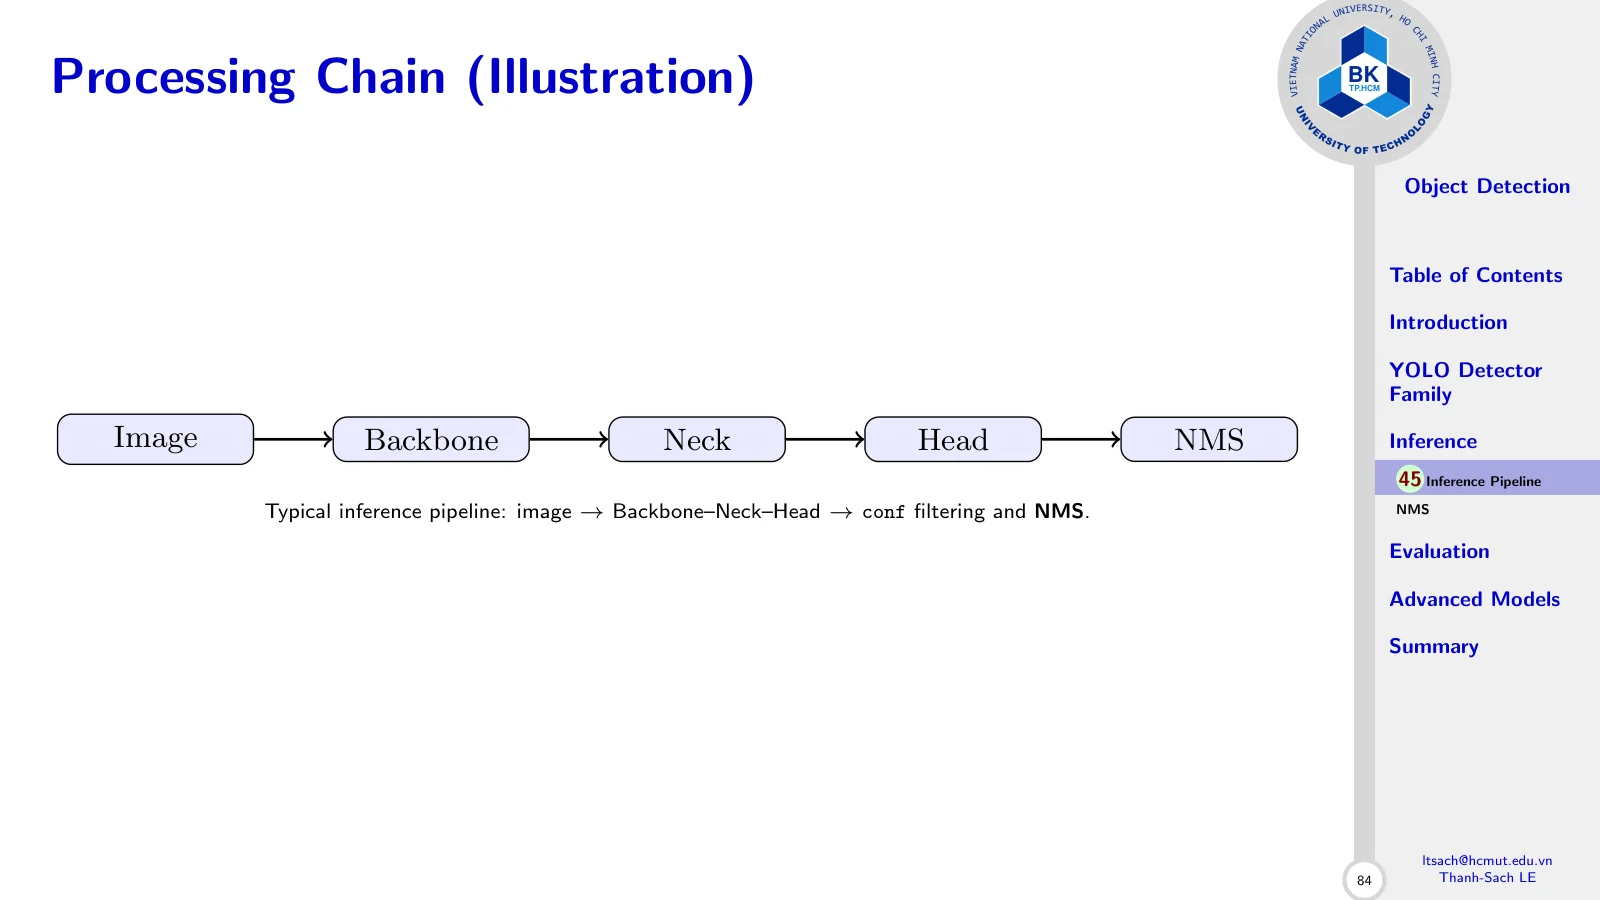 Processing Chain (Illustration)
VIETNAM NATIONAL UNIVERSITY, HO CHI MINH CITY
BK
TP.HCM
UNIVERSITY OF TECHNOLOGY
Image
Backbone
Neck
Head
NMS
Typical inference pipeline: image → Backbone–Neck–Head → conf filtering and NMS.
Object Detection
Table of Contents
Introduction
YOLO Detector
Family
Inference
45 Inference Pipeline
NMS
Evaluation
Advanced Models
Summary
ltsach@hcmut.edu.vn
Thanh-Sach LE
84